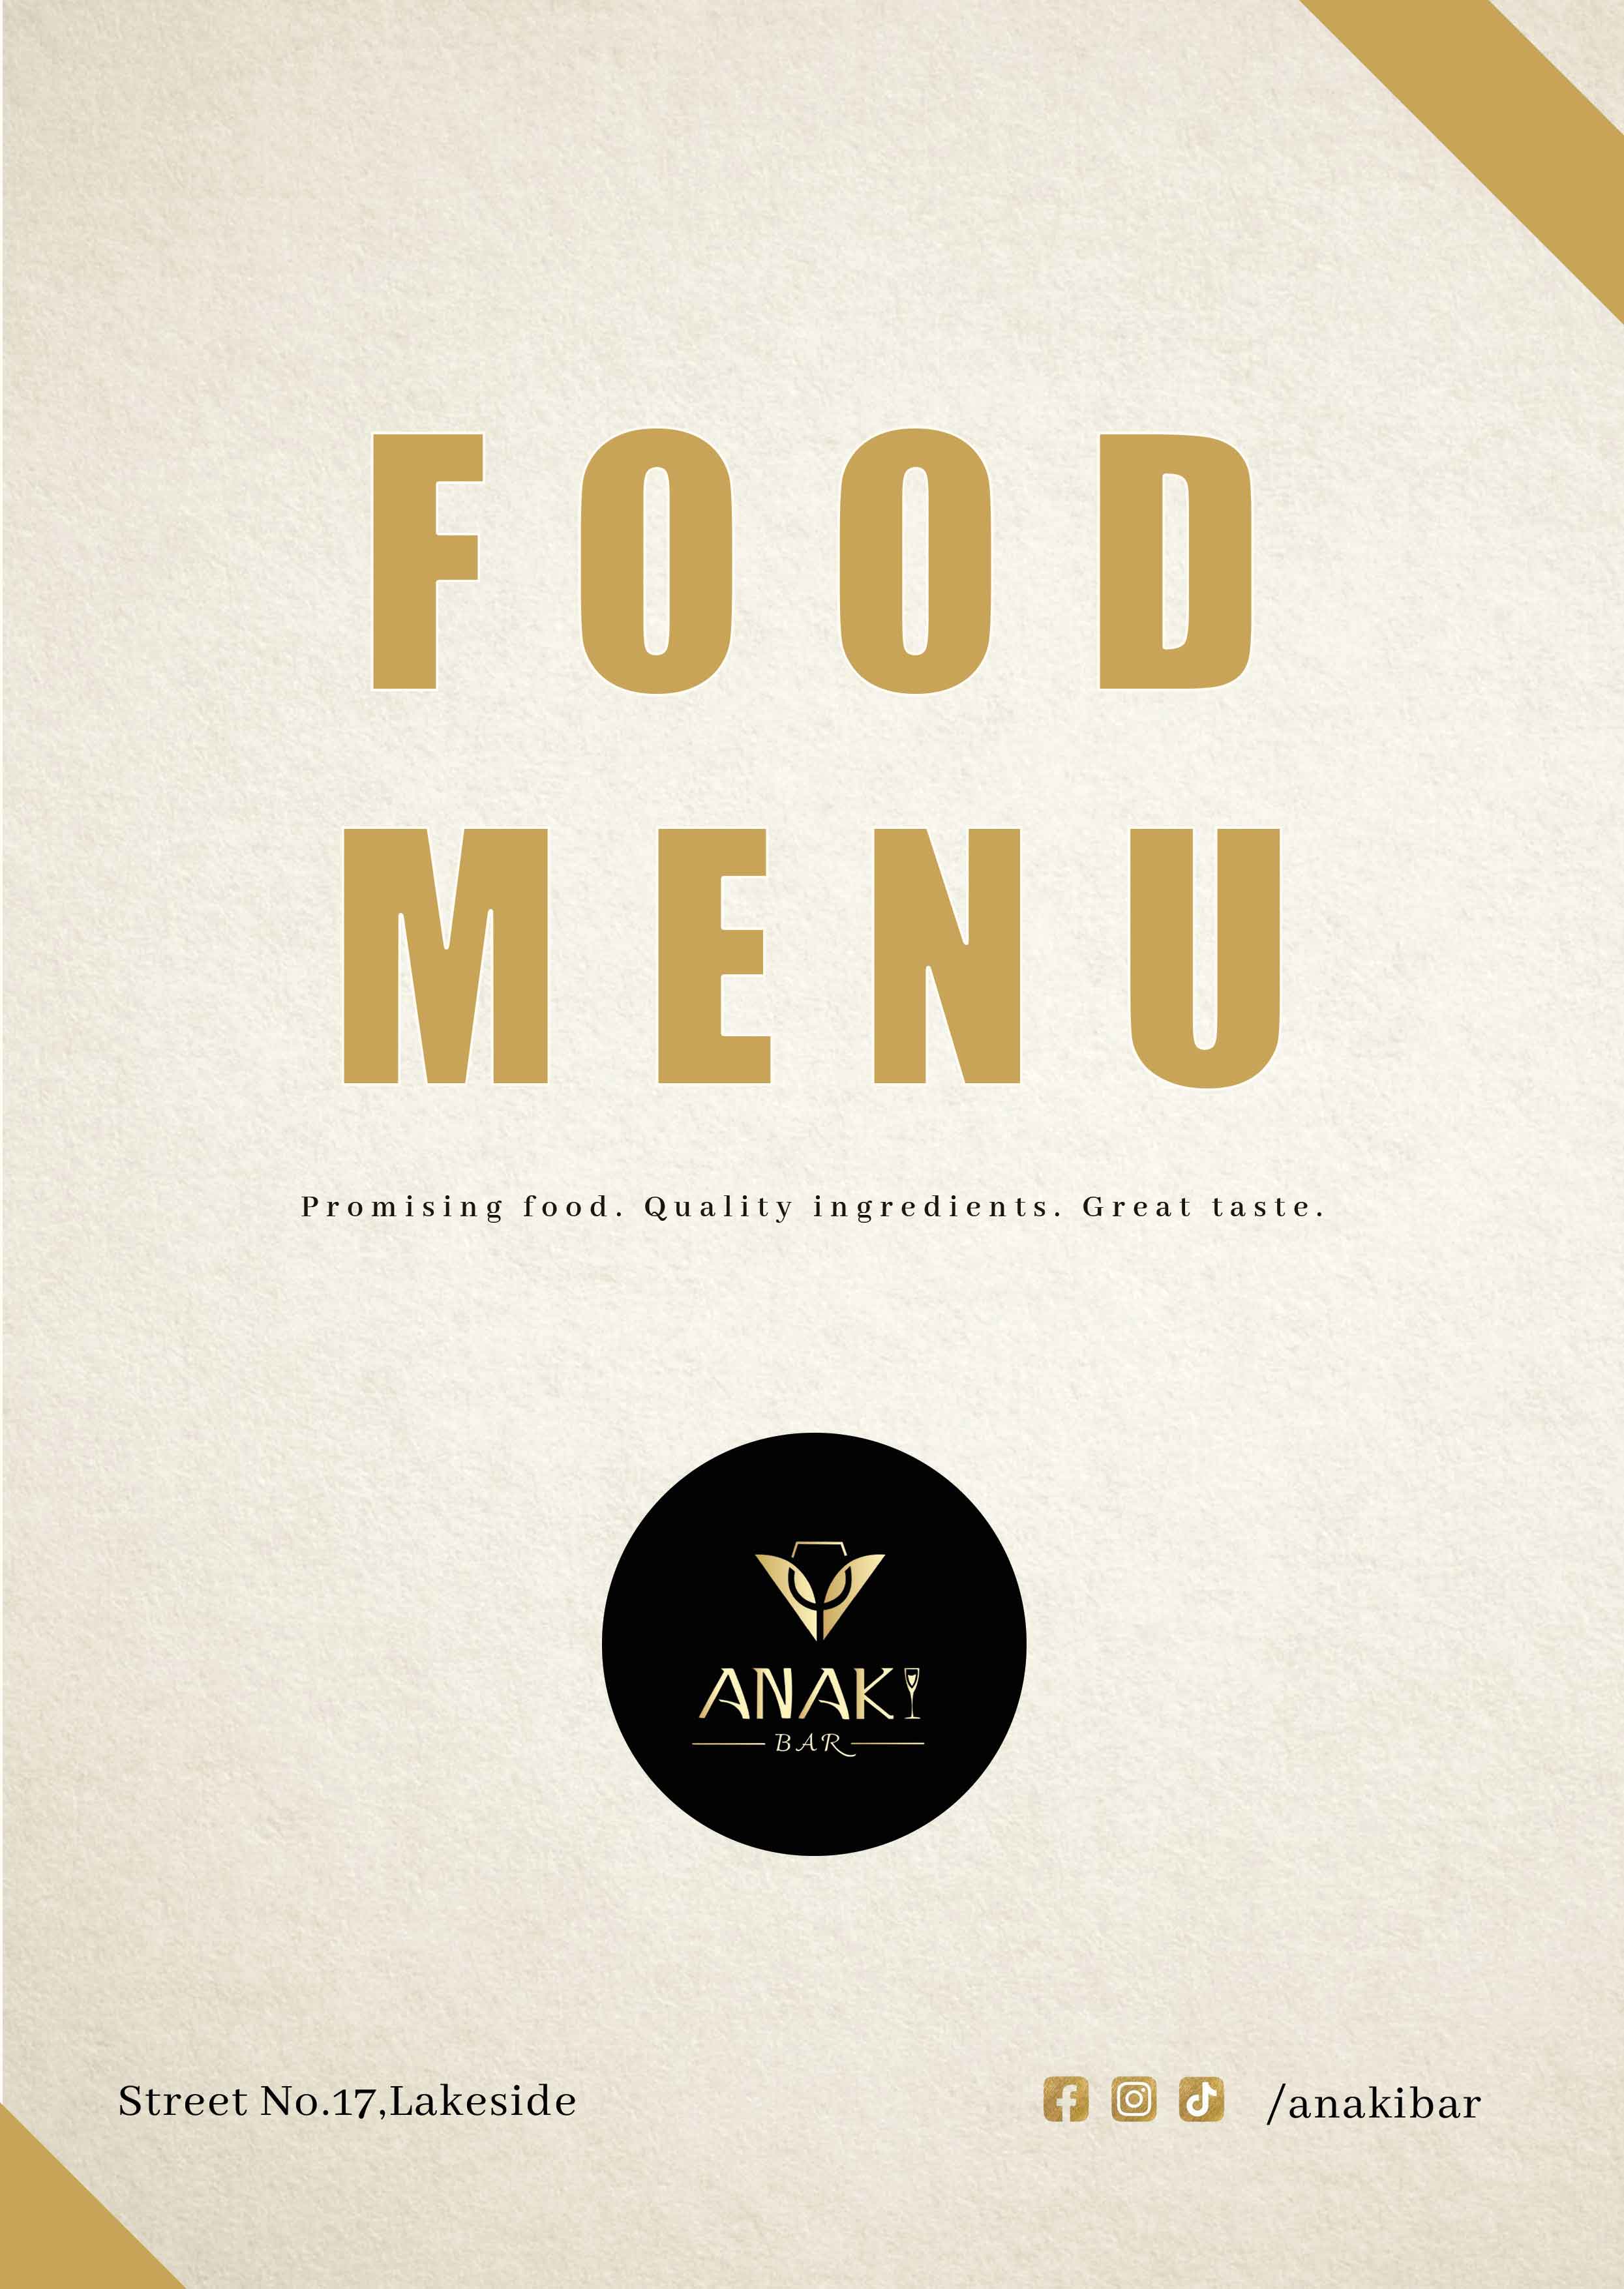 FOOD
MENU
Promising food. Quality ingredients. Great taste.
ANAKI
BAR
Street No.17,Lakeside
/anakibar